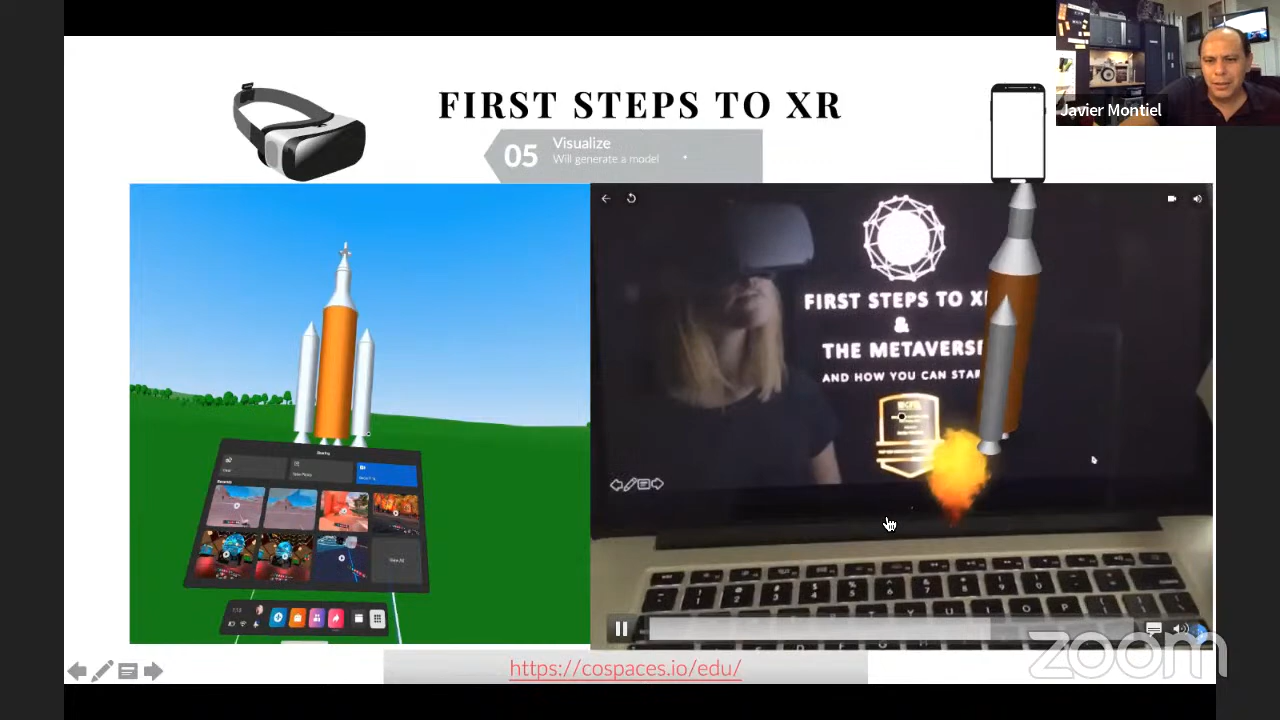 FIRST STEPS TO XR
Javier Montiel
05
Visualize
Will generate a model
FIRST STEPS TO X
&
THE METAVERSE
AND HOW YOU CAN STAR
https://cospaces.io/edu/
zoom